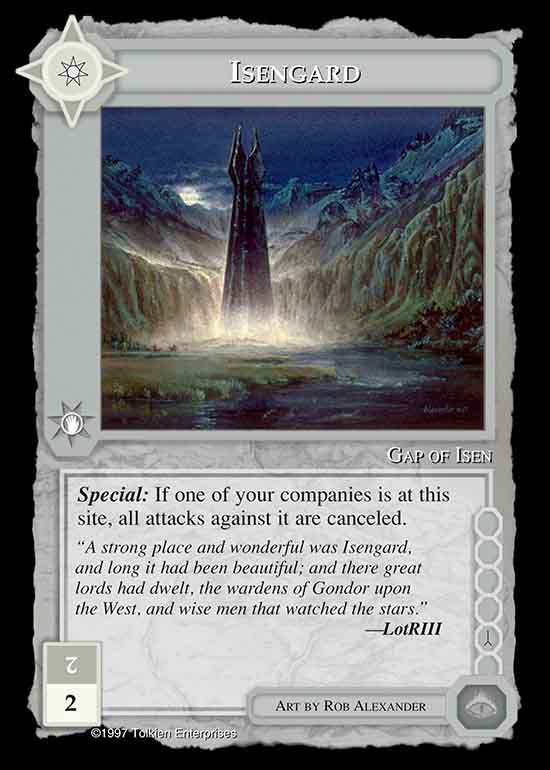 Isengard
Gap of Isen
Special: If one of your companies is at this
site, all attacks against it are canceled.
“A strong place and wonderful was Isengard,
and long it had been beautiful; and there great
lords had dwelt, the wardens of Gondor upon
the West, and wise men that watched the stars.”
—LotRIII
2
2
Art by Rob Alexander
©1997 Tolkien Enterprises